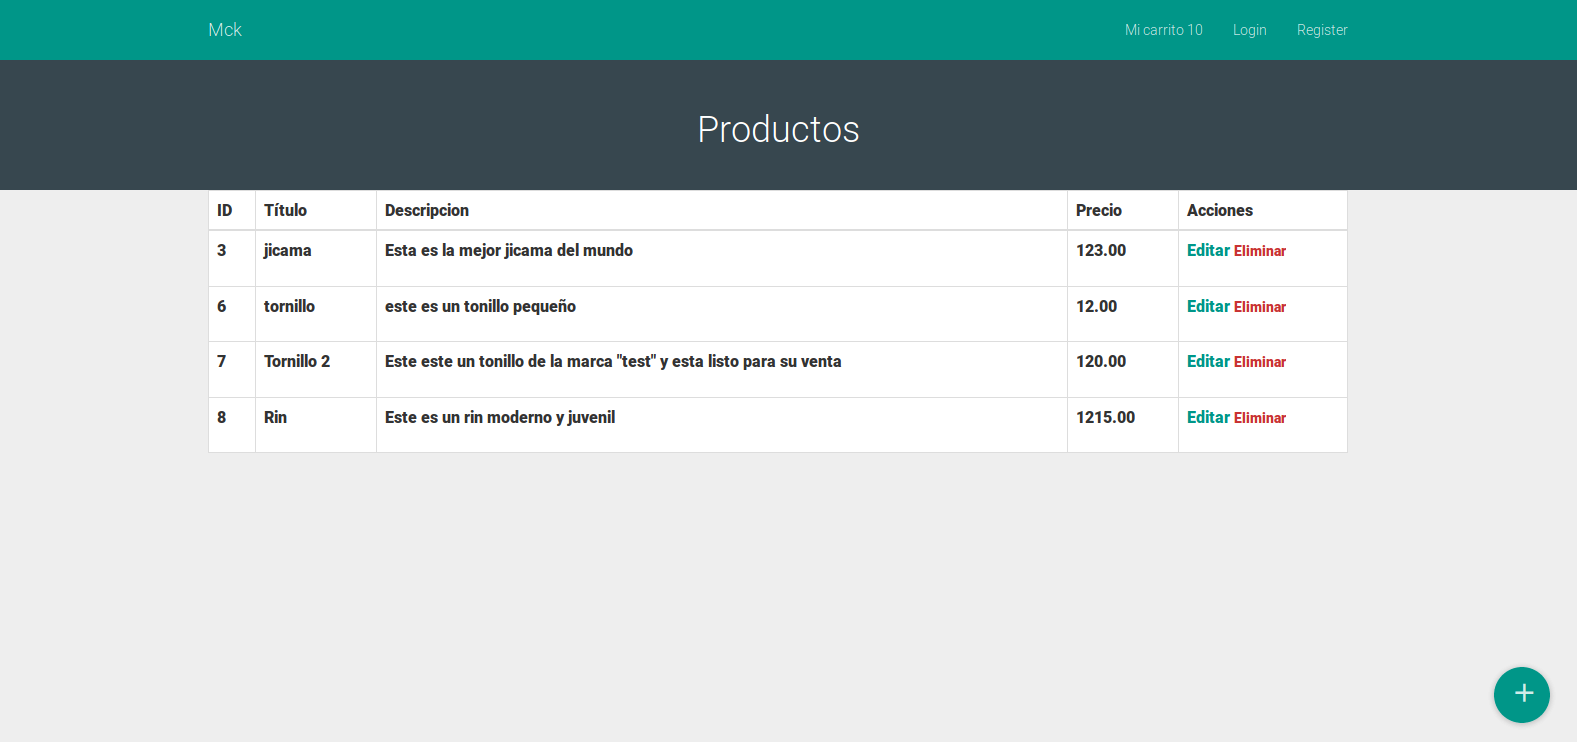 Mck Mi carrito 10 Login Register
Productos
ID Título Descripcion Precio Acciones
3 jicama Esta es la mejor jicama del mundo 123.00 Editar Eliminar
6 tornillo este es un tonillo pequeño 12.00 Editar Eliminar
7 Tornillo 2 Este este un tonillo de la marca "test" y esta listo para su venta 120.00 Editar Eliminar
8 Rin Este es un rin moderno y juvenil 1215.00 Editar Eliminar
+